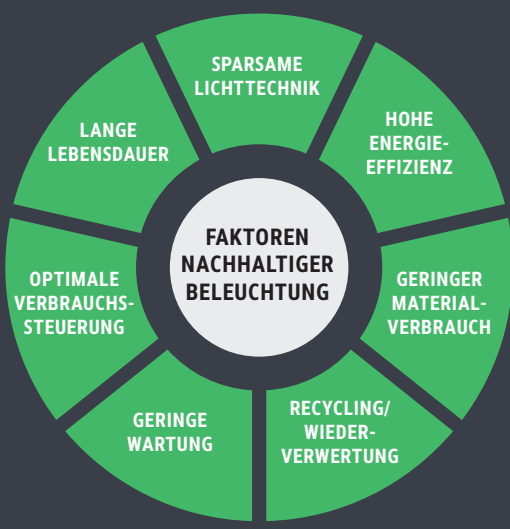 SPARSAME
LICHTTECHNIK
HOHE
ENERGIE-
EFFIZIENZ
GERINGER
MATERIAL-
VERBRAUCH
RECYCLING/
WIEDER-
VERWERTUNG
GERINGE
WARTUNG
OPTIMALE
VERBRAUCHS-
STEUERUNG
LANGE
LEBENSDAUER
FAKTOREN
NACHHALTIGER
BELEUCHTUNG